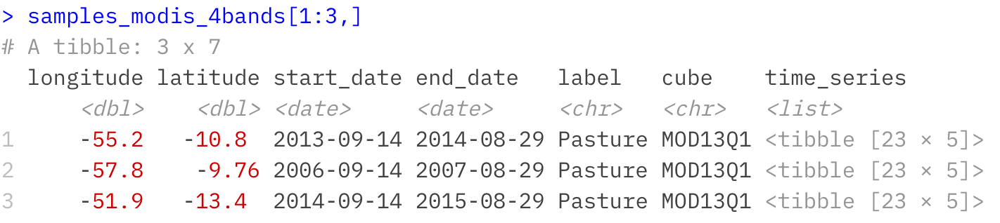 > samples_modis_4bands[1:3,]
# A tibble: 3 x 7
longitude latitude start_date end_date label cube time_series
<dbl> <dbl> <date> <date> <chr> <chr> <list>
1 -55.2 -10.8 2013-09-14 2014-08-29 Pasture MOD13Q1 <tibble [23 × 5]>
2 -57.8 -9.76 2006-09-14 2007-08-29 Pasture MOD13Q1 <tibble [23 × 5]>
3 -51.9 -13.4 2014-09-14 2015-08-29 Pasture MOD13Q1 <tibble [23 × 5]>